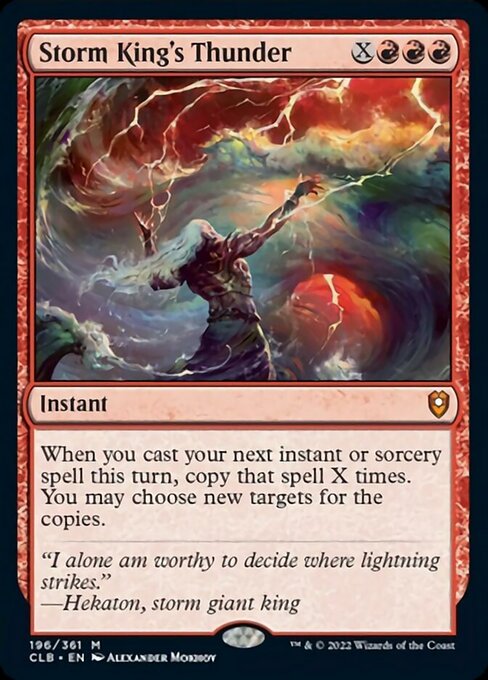 Storm King's Thunder X
Instant
When you cast your next instant or sorcery
spell this turn, copy that spell X times.
You may choose new targets for the
copies.
“I alone am worthy to decide where lightning
strikes.”
—Hekaton, storm giant king
196/361 M
CLB • EN Alexander Mokhov
™ & © 2022 Wizards of the Coast